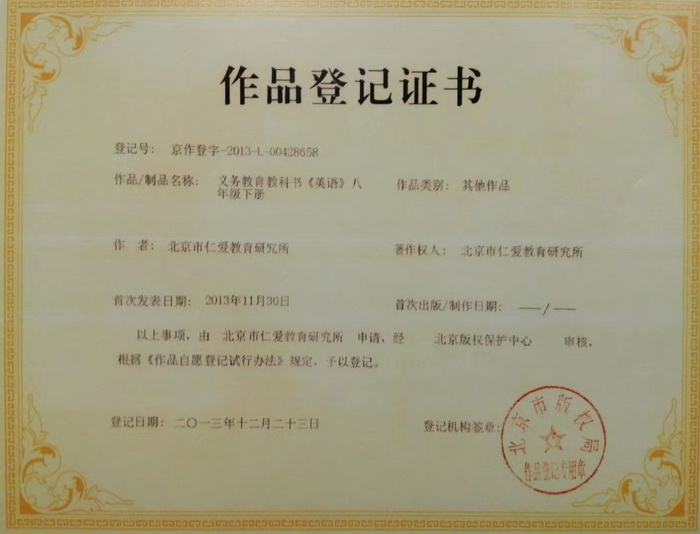 作品登记证书
登记号： 京作登字-2013-L-00428658
作品/制品名称： 义务教育教科书《英语》八 作品类别： 其他作品
年级下册
作 者： 北京市仁爱教育研究所 著作权人： 北京市仁爱教育研究所
首次发表日期： 2013年11月30日 首次出版/制作日期： ——/——
以上事项，由 北京市仁爱教育研究所 申请，经 北京版权保护中心 审核，
根据《作品自愿登记试行办法》规定，予以登记。
登记日期： 二〇一三年十二月二十三日 登记机构签章：
北京市版权局
作品登记专用章